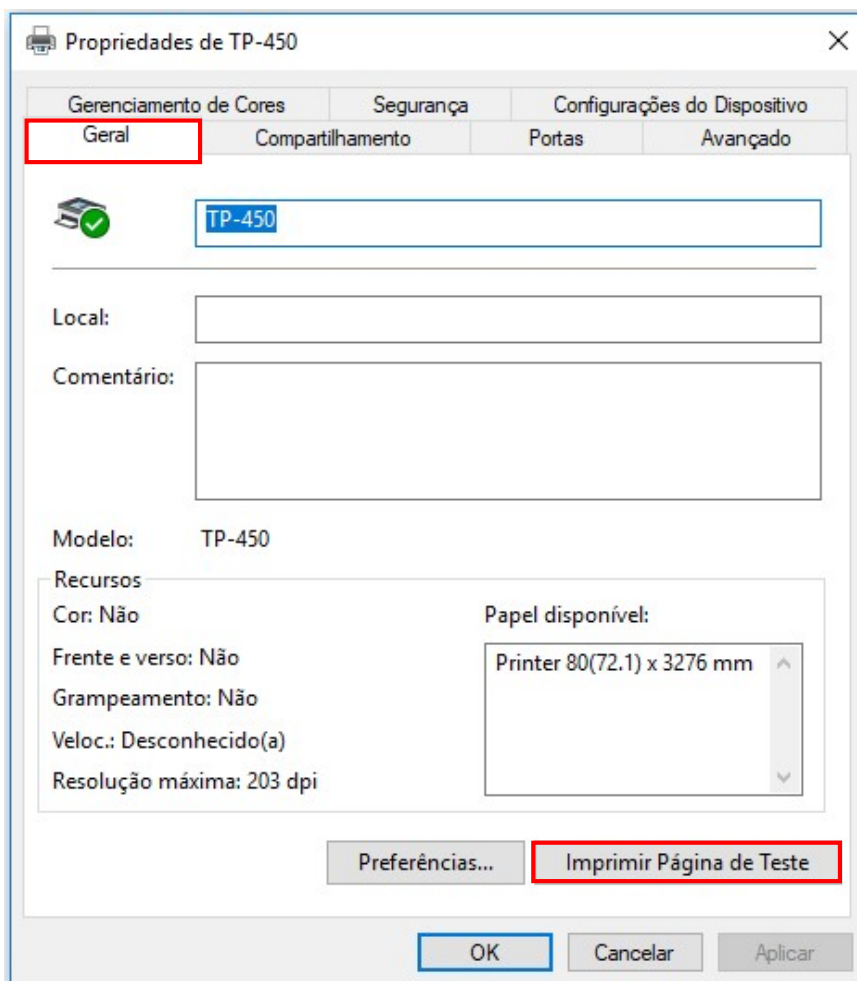 Propriedades de TP-450
Gerenciamento de Cores Segurança Configurações do Dispositivo
Geral Compartilhamento Portas Avançado
TP-450
Local:
Comentário:
Modelo: TP-450
Recursos
Cor: Não Papel disponível:
Frente e verso: Não Printer 80(72.1) x 3276 mm
Grampeamento: Não
Veloc.: Desconhecido(a)
Resolução máxima: 203 dpi
Preferências... Imprimir Página de Teste
OK Cancelar Aplicar